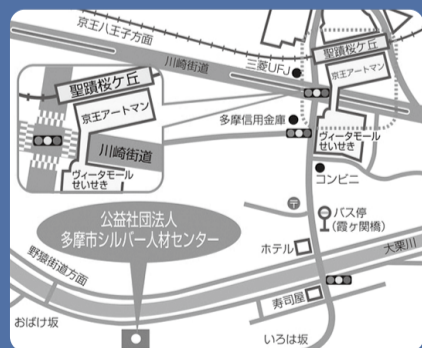 京王八王子方面
川崎街道
三菱UFJ
聖蹟桜ケ丘
京王アートマン
聖蹟桜ケ丘
京王アートマン
川崎街道
ヴィータモール
せいせき
多摩信用金庫
ヴィータモール
せいせき
コンビニ
〒
バス停
(霞ヶ関橋)
公益社団法人
多摩市シルバー人材センター
野猿街道方面
ホテル
大栗川
寿司屋
おばけ坂
いろは坂